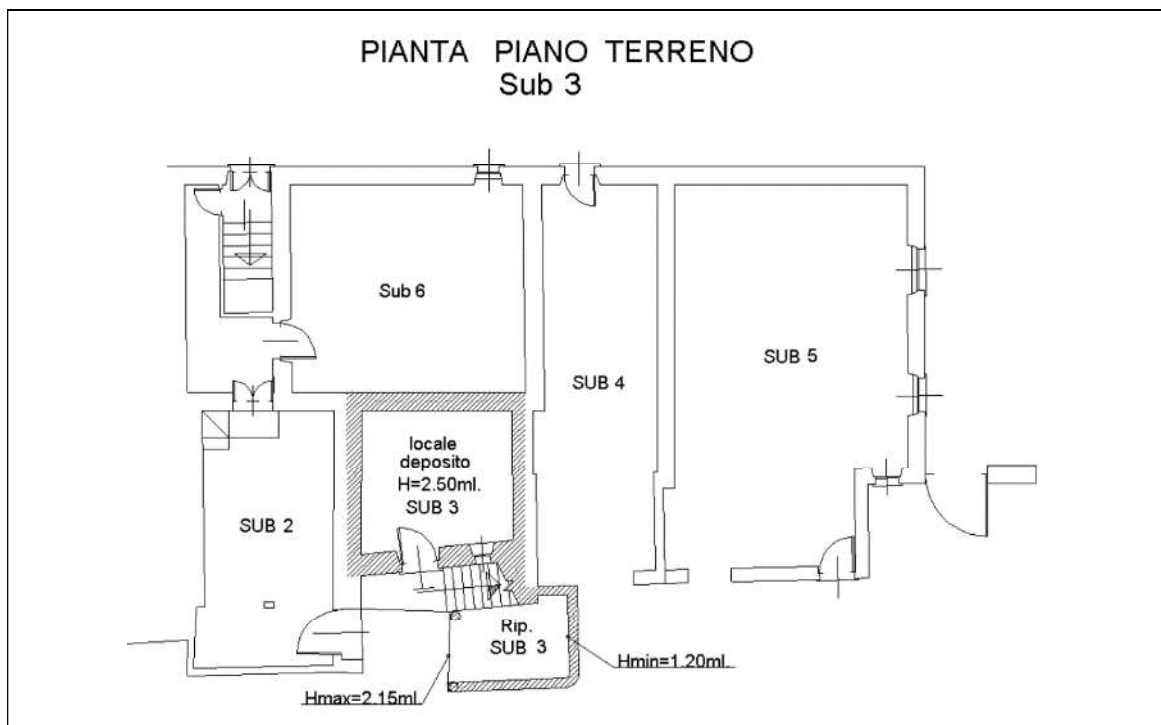 PIANTA PIANO TERRENO
Sub 3
Sub 6
SUB 5
SUB 4
locale
deposito
H=2.50ml.
SUB 3
SUB 2
Rip.
SUB 3
Hmin=1.20ml.
Hmax=2.15ml.